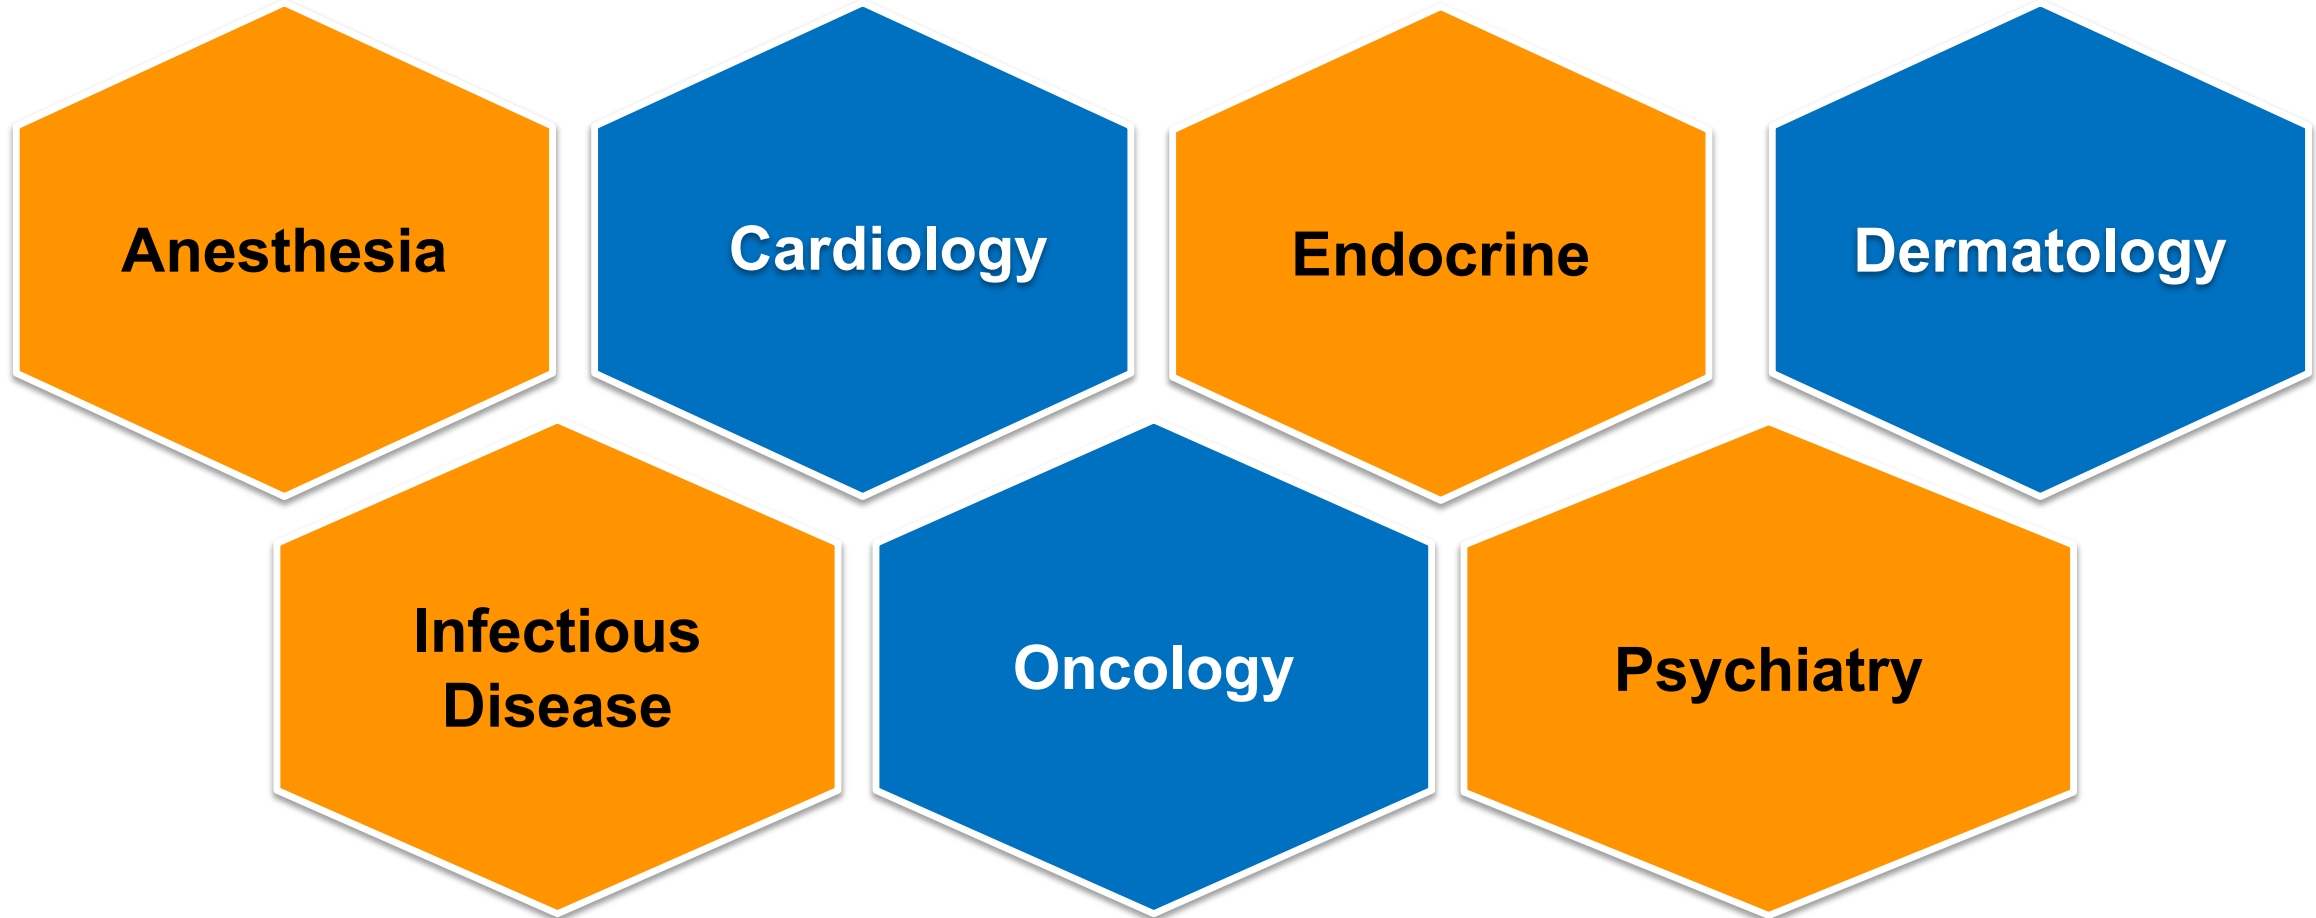 Anesthesia
Cardiology
Endocrine
Dermatology
Infectious
Disease
Oncology
Psychiatry